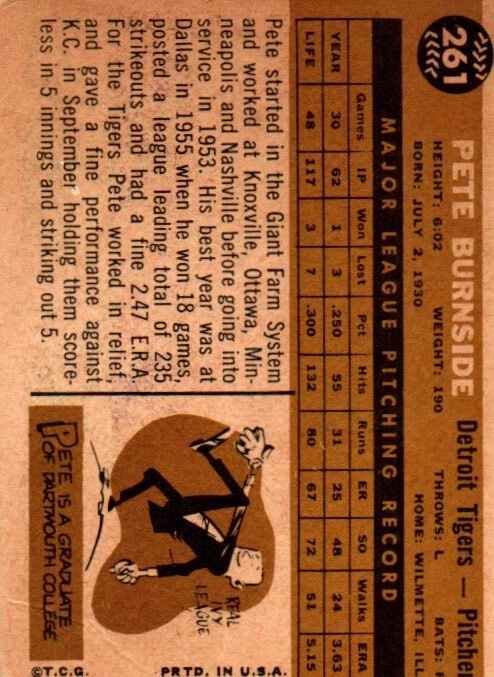 261
PETE BURNSIDE Detroit Tigers — Pitcher
HEIGHT: 6:02 WEIGHT: 190 THROWS: L BATS:
BORN: JULY 2, 1930 HOME: WILMETTE, ILL
MAJOR LEAGUE PITCHING RECORD
Games IP Won Lost Pct Hits Runs ER SO Walks ERA
YEAR 30 62 1 3 .250 55 31 25 48 24 3.63
LIFE 48 117 3 7 .300 132 80 67 72 51 5.15
Pete started in the Giant Farm System
and worked at Knoxville, Ottawa, Min-
neapolis and Nashville before going into
service in 1953. His best year was at
Dallas in 1955 when he won 18 games,
posted a league leading total of 235
strikeouts and had a fine 2.47 E.R.A.
For the Tigers, Pete worked in relief,
and gave a fine performance against
K.C. in September holding them score-
less in 5 innings and striking out 5.
REAL
IVY
LEAGUE
PETE IS A GRADUATE
OF DARTMOUTH COLLEGE
©T.C.G. PRTD. IN U.S.A.